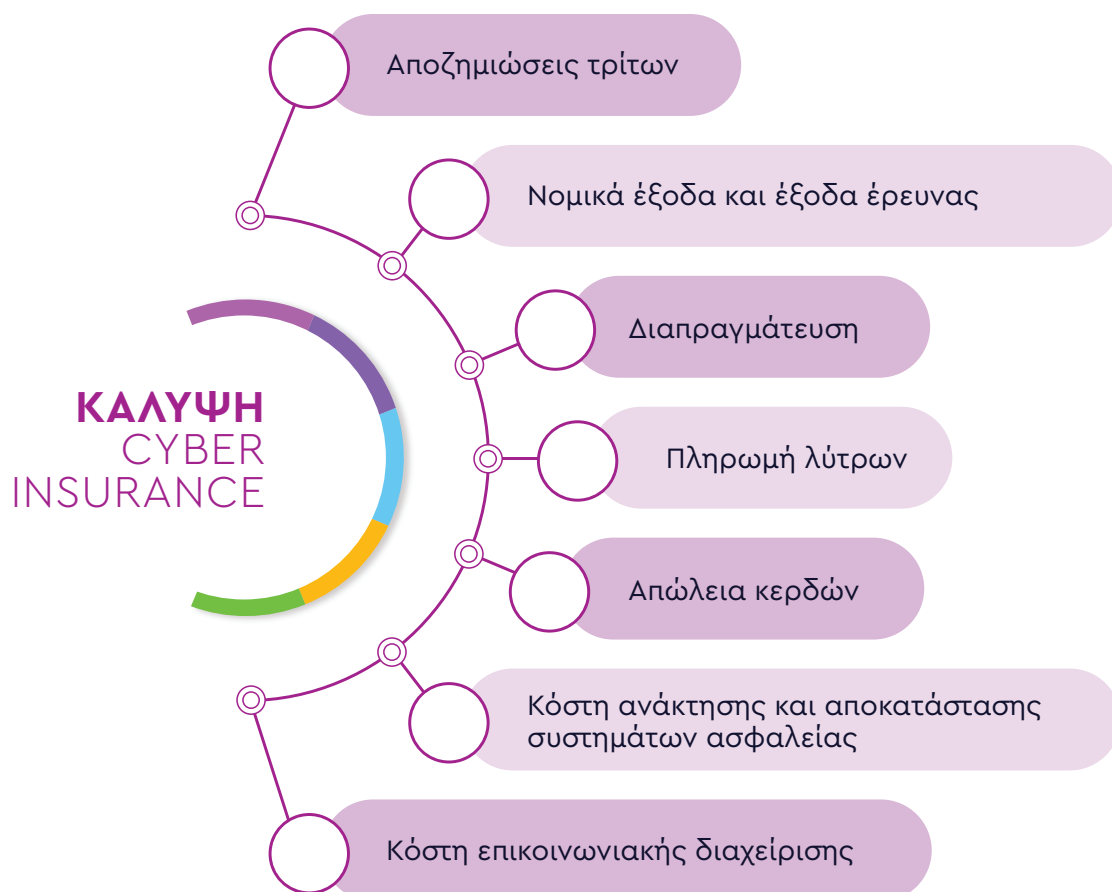 Αποζημιώσεις τρίτων
Νομικά έξοδα και έξοδα έρευνας
Διαπραγμάτευση
ΚΑΛΥΨΗ
CYBER
INSURANCE
Πληρωμή λύτρων
Απώλεια κερδών
Κόστη ανάκτησης και αποκατάστασης
συστημάτων ασφαλείας
Κόστη επικοινωνιακής διαχείρισης